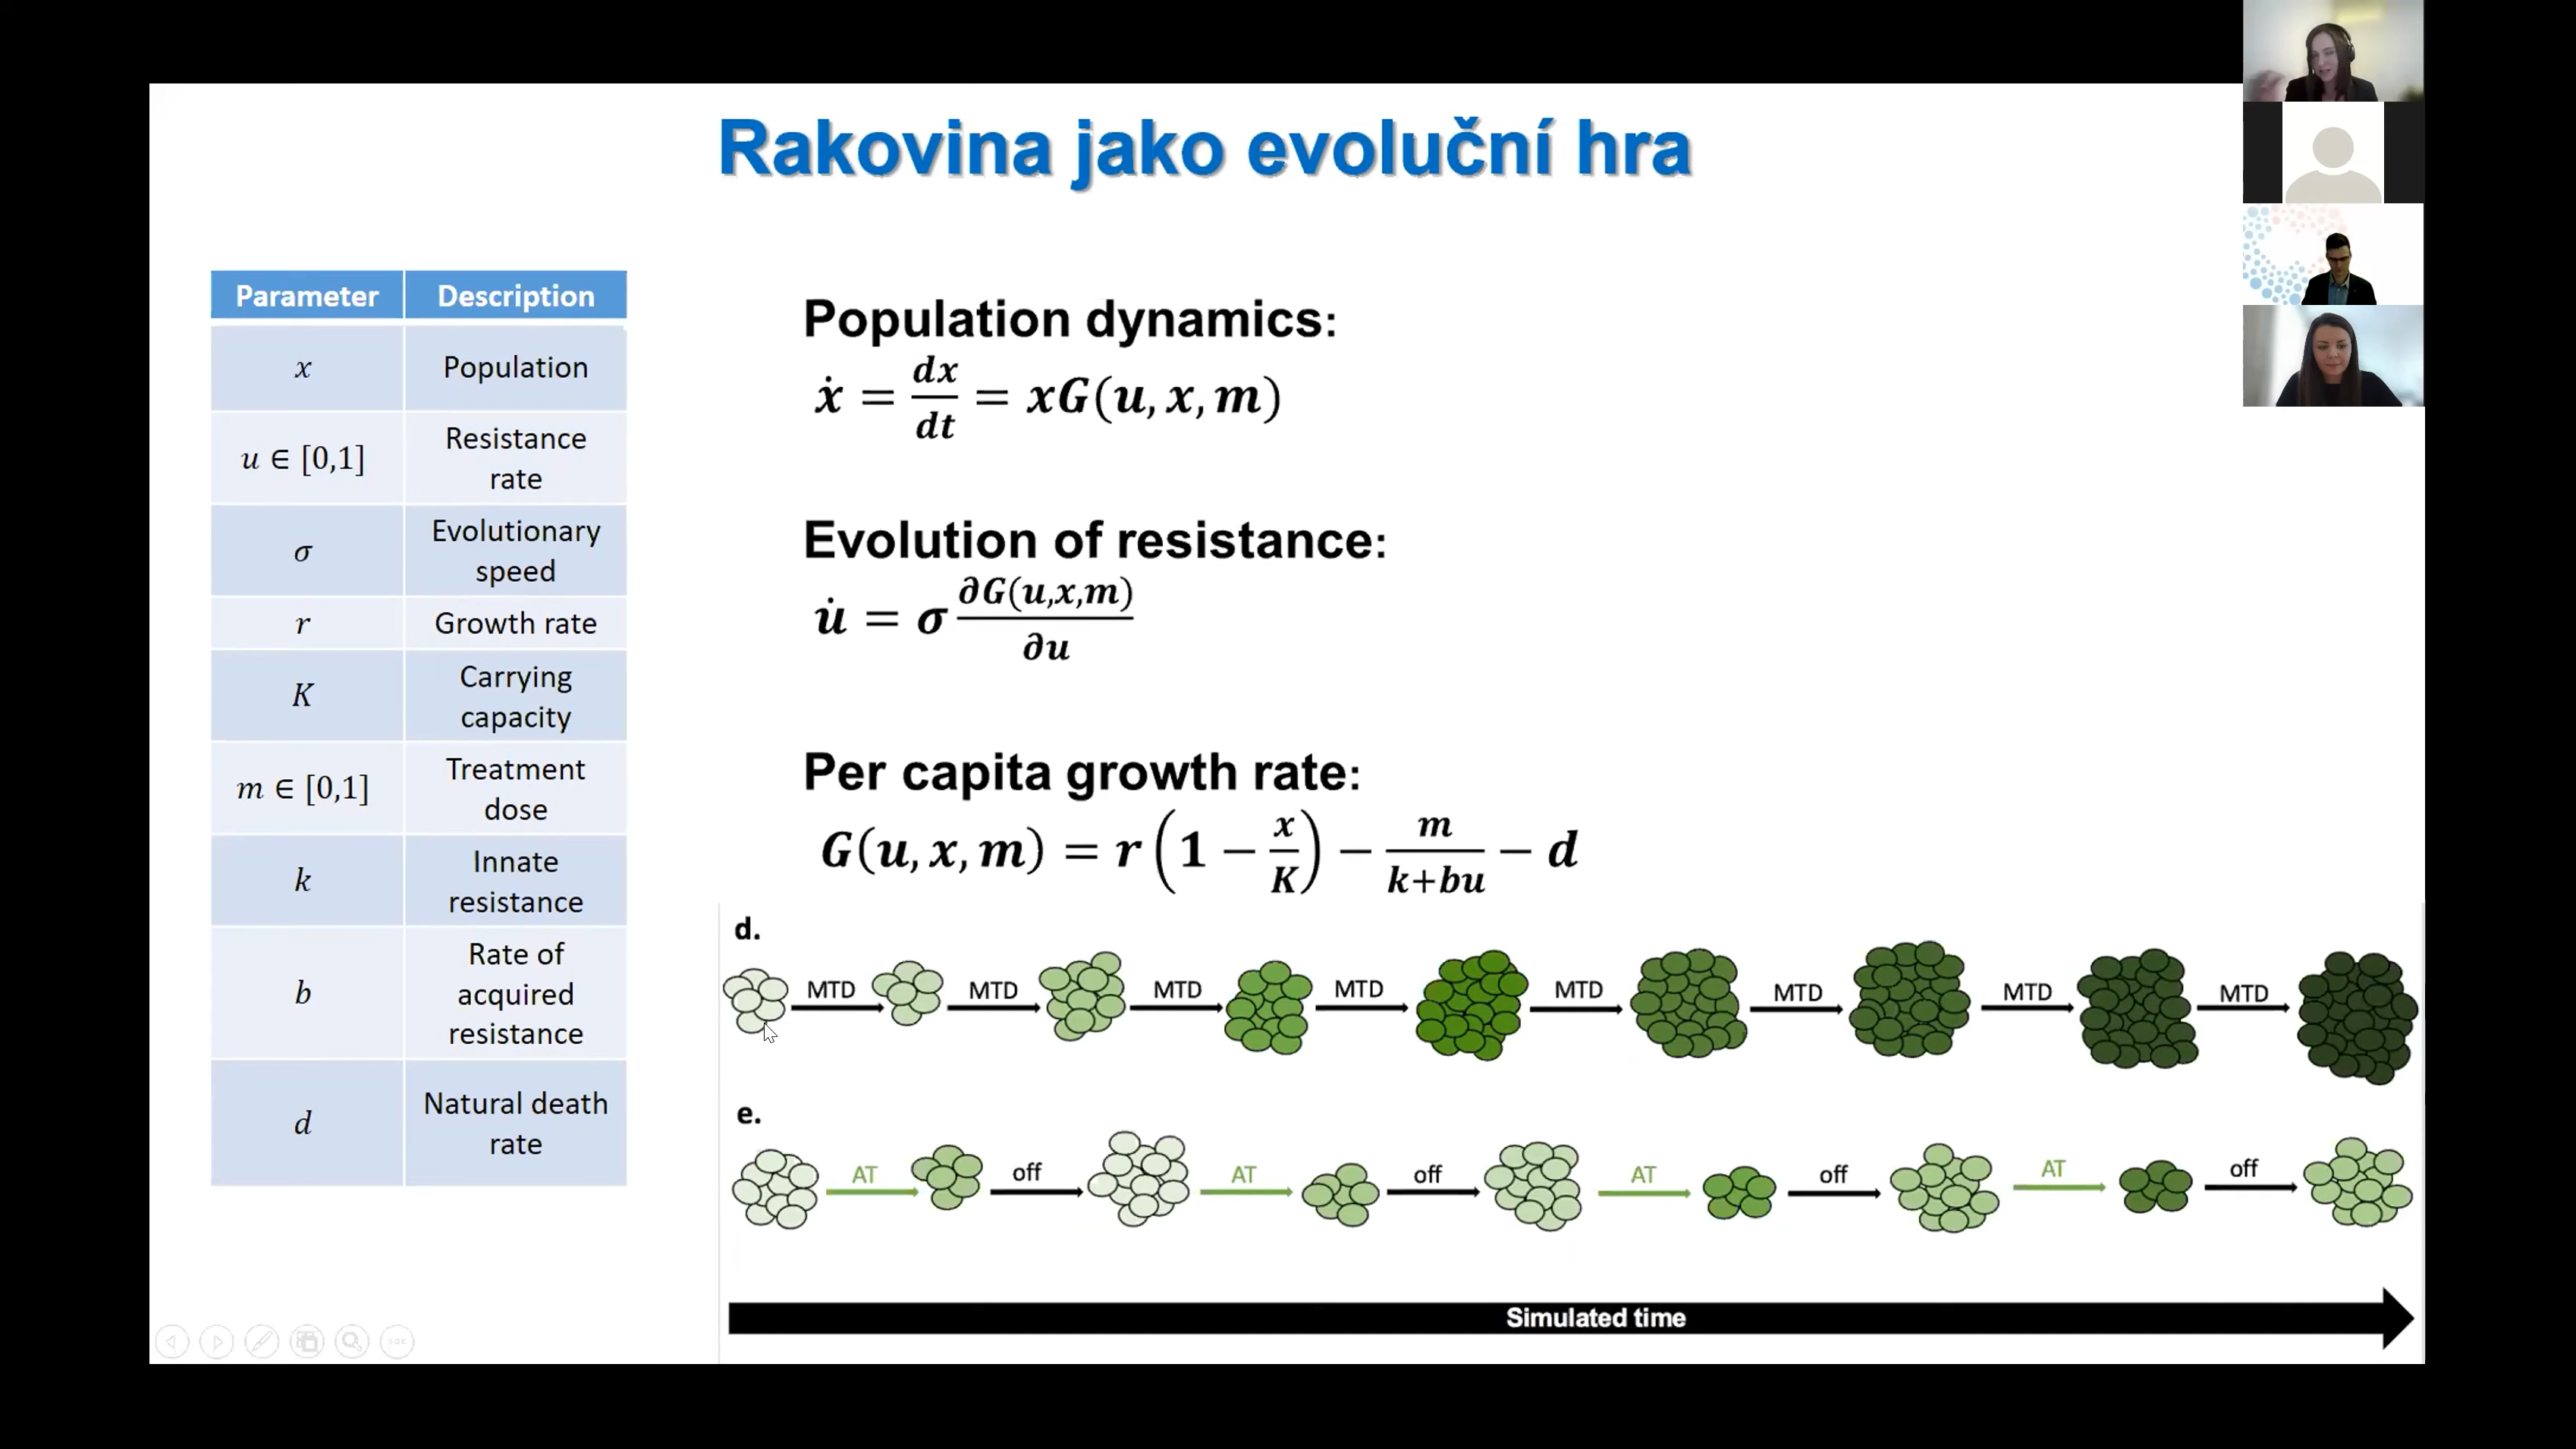 Rakovina jako evoluční hra
Parameter Description
x Population
u ∈ [0,1] Resistance rate
σ Evolutionary speed
r Growth rate
K Carrying capacity
m ∈ [0,1] Treatment dose
k Innate resistance
b Rate of acquired resistance
d Natural death rate
Population dynamics:
ẋ = dx/dt = xG(u, x, m)
Evolution of resistance:
u̇ = σ ∂G(u,x,m)/∂u
Per capita growth rate:
G(u, x, m) = r(1 − x/K) − m/(k+bu) − d
d.
MTD MTD MTD MTD MTD MTD MTD MTD
e.
AT off AT off AT off AT off
Simulated time